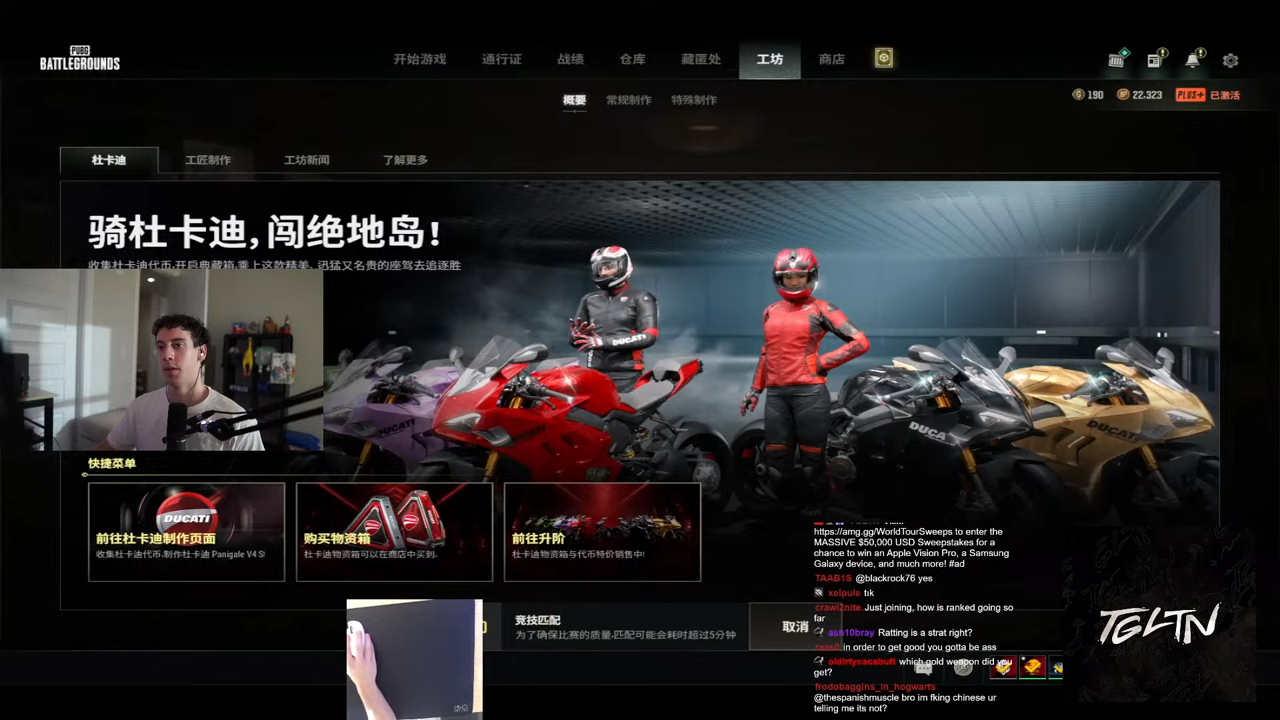 PUBG
BATTLEGROUNDS
开始游戏 通行证 战绩 仓库 藏匿处 工坊 商店
概要 常规制作 特殊制作
190 22,323 PLUS+ 已激活
杜卡迪 工匠制作 工坊新闻 了解更多
骑杜卡迪,闯绝地岛!
收集杜卡迪代币,开启典藏箱,乘上这款精美、迅猛又名贵的座驾去追逐胜
DUCATI
DUCATI
DUCATI
快捷菜单
DUCATI
前往杜卡迪制作页面
收集杜卡迪代币,制作杜卡迪 Panigale V4 S!
购买物资箱
杜卡迪物资箱可以在商店中买到。
前往升阶
杜卡迪物资箱与代币特价销售中!
竞技匹配
为了确保比赛的质量,匹配可能会耗时超过5分钟
取消
https://amg.gg/WorldTourSweeps to enter the
MASSIVE $50,000 USD Sweepstakes for a
chance to win an Apple Vision Pro, a Samsung
Galaxy device, and much more! #ad
TAAB1S @blackrock76 yes
xelpule tık
crawl2nite Just joining, how is ranked going so
far
ash10bray Ratting is a strat right?
in order to get good you gotta be ass
oldirtycacabutt which gold weapon did you
get?
frodobaggins_in_hogwarts
@thespanishmuscle bro im fking chinese ur
telling me its not?
TGLTN